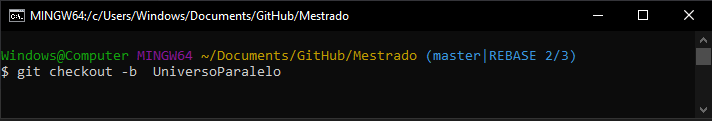 MINGW64:/c/Users/Windows/Documents/GitHub/Mestrado
Windows@Computer MINGW64 ~/Documents/GitHub/Mestrado (master|REBASE 2/3)
$ git checkout -b  UniversoParalelo